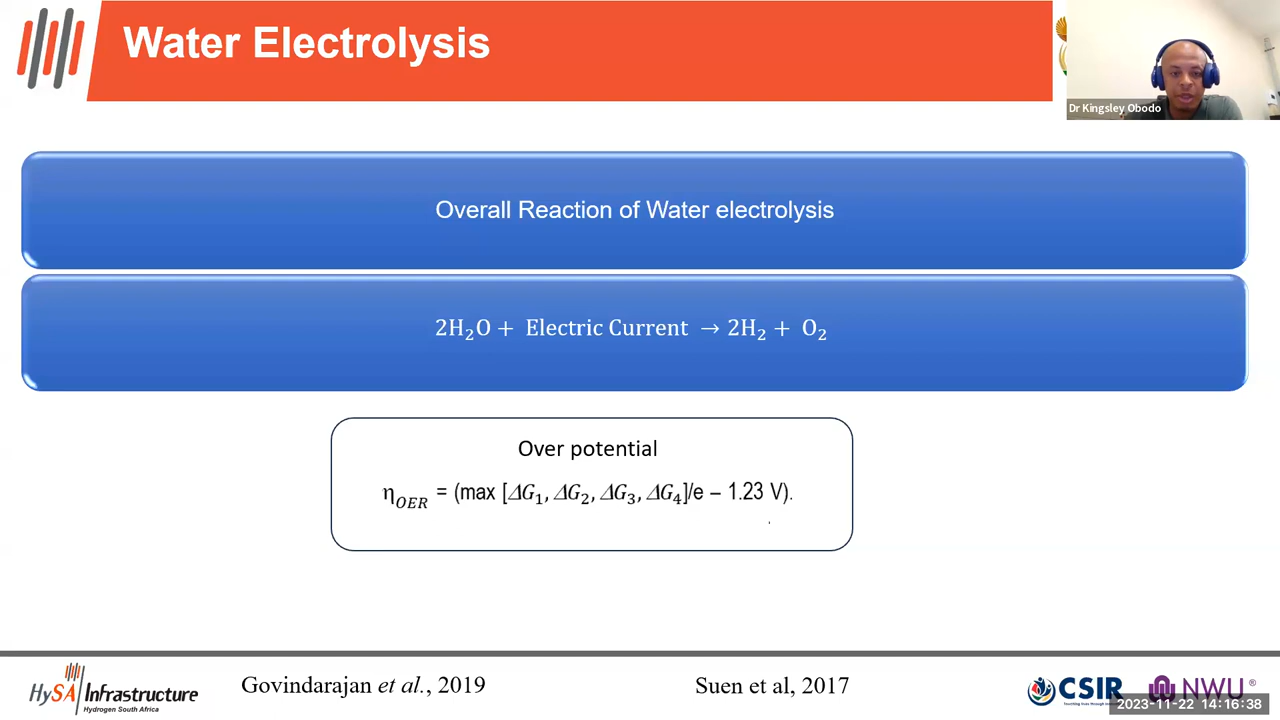 Water Electrolysis
Dr Kingsley Obodo
Overall Reaction of Water electrolysis
2H₂O + Electric Current → 2H₂ + O₂
Over potential
η_OER = (max [ΔG₁, ΔG₂, ΔG₃, ΔG₄]/e – 1.23 V).
HySA Infrastructure
Hydrogen South Africa
Govindarajan et al., 2019
Suen et al, 2017
CSIR
NWU®
2023-11-22 14:16:38